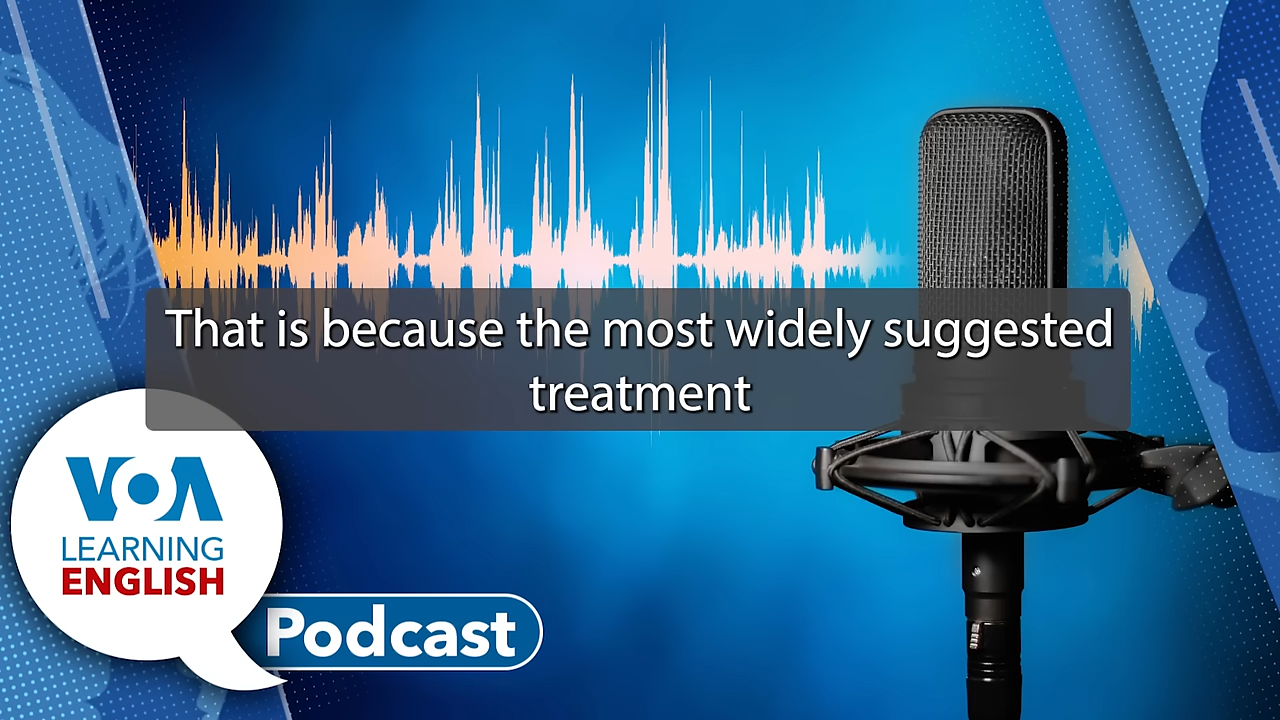 That is because the most widely suggested
treatment
VOA
LEARNING
ENGLISH
Podcast